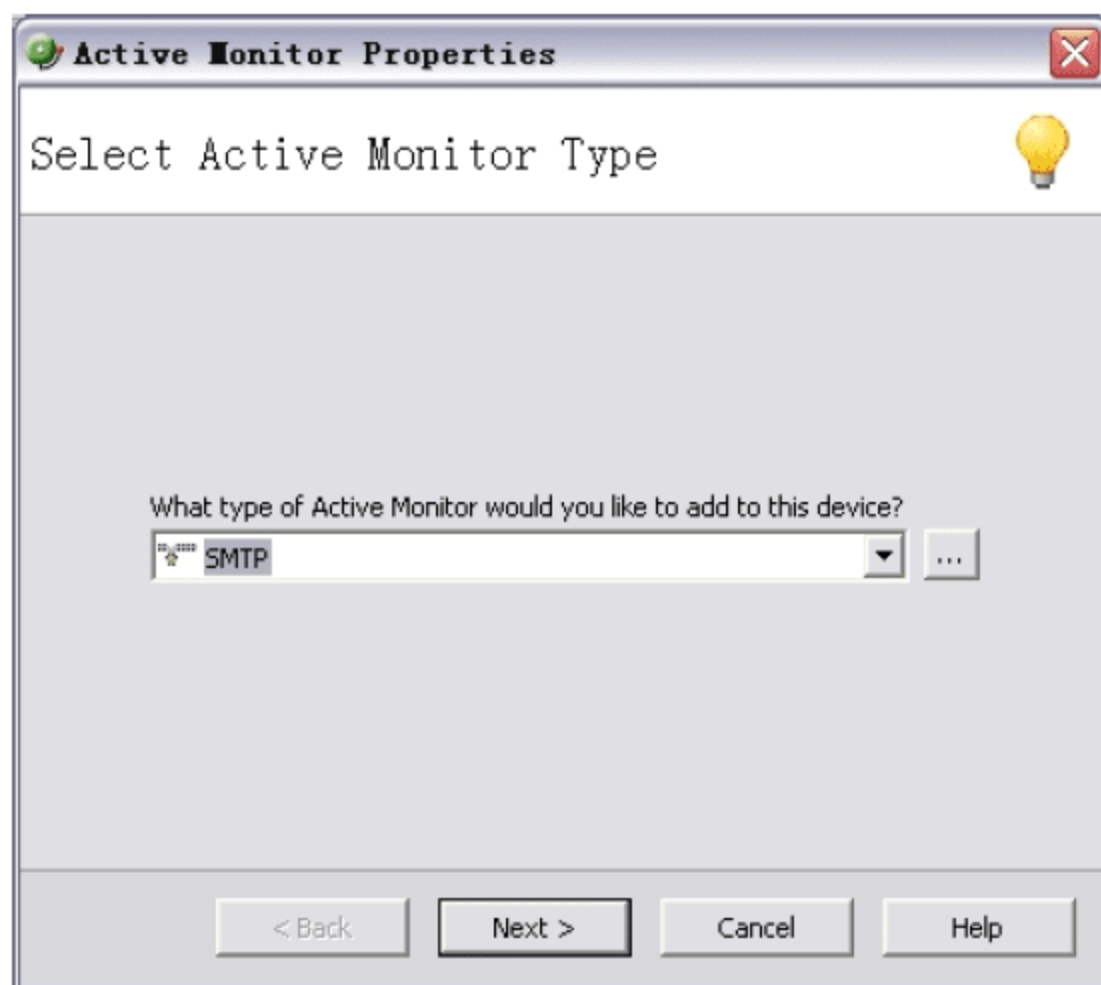 Active Monitor Properties
Select Active Monitor Type
What type of Active Monitor would you like to add to this device?
SMTP
...
< Back
Next >
Cancel
Help